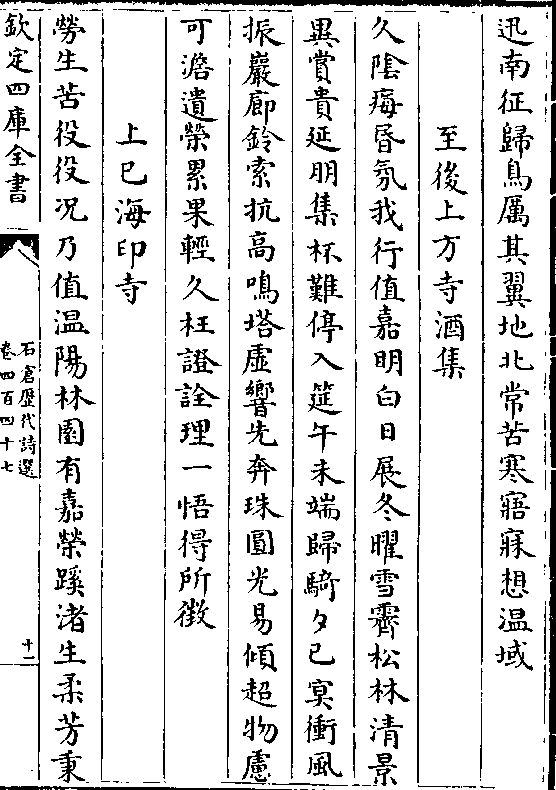 迅南征歸鳥厲其翼地北常苦寒寤寐想温域
至後上方寺酒集
久陰痗昏氛我行值嘉明白日展冬曜雪霽松林清景
異賞貴延朋集杯難停入筵午未端歸騎夕已冥衝風
振巖廊鈴索抗高鳴塔虛響先奔珠圓光易傾超物慮
可澹遺榮累果輕久枉證詮理一悟得所徵
上巳海印寺
勞生苦役役况乃值温陽林園有嘉榮蹊渚生柔芳秉
欽定四庫全書
石倉歴代詩選
卷四百四十七
十一